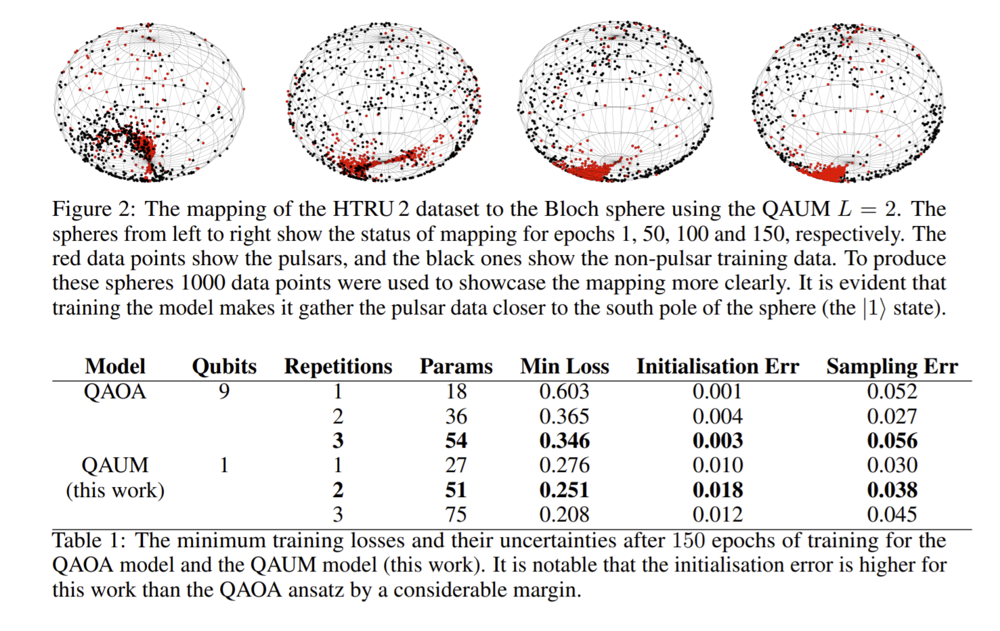 Figure 2: The mapping of the HTRU 2 dataset to the Bloch sphere using the QAUM L = 2. The
spheres from left to right show the status of mapping for epochs 1, 50, 100 and 150, respectively. The
red data points show the pulsars, and the black ones show the non-pulsar training data. To produce
these spheres 1000 data points were used to showcase the mapping more clearly. It is evident that
training the model makes it gather the pulsar data closer to the south pole of the sphere (the |1⟩ state).
Model Qubits Repetitions Params Min Loss Initialisation Err Sampling Err
QAOA 9 1 18 0.603 0.001 0.052
2 36 0.365 0.004 0.027
3 54 0.346 0.003 0.056
QAUM 1 1 27 0.276 0.010 0.030
(this work) 2 51 0.251 0.018 0.038
3 75 0.208 0.012 0.045
Table 1: The minimum training losses and their uncertainties after 150 epochs of training for the
QAOA model and the QAUM model (this work). It is notable that the initialisation error is higher for
this work than the QAOA ansatz by a considerable margin.